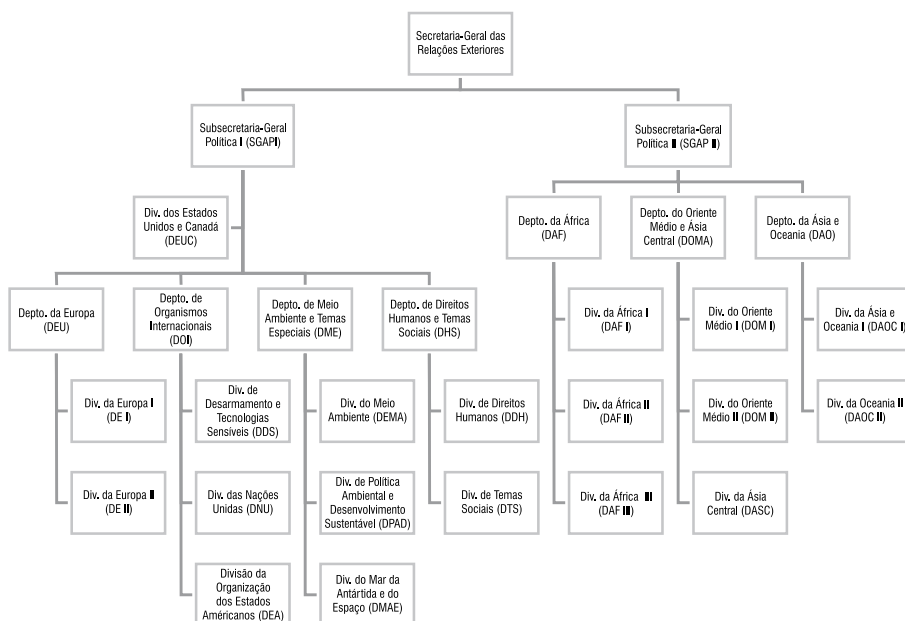 Secretaria-Geral das
Relações Exteriores
Subsecretaria-Geral
Política I (SGAPI)
Subsecretaria-Geral
Política II (SGAP II)
Div. dos Estados
Unidos e Canadá
(DEUC)
Depto. da África
(DAF)
Depto. do Oriente
Médio e Ásia
Central (DOMA)
Depto. da Ásia e
Oceania (DAO)
Depto. da Europa
(DEU)
Depto. de
Organismos
Internacionais
(DOI)
Depto. de Meio
Ambiente e Temas
Especiais (DME)
Depto. de Direitos
Humanos e Temas
Sociais (DHS)
Div. da África I
(DAF I)
Div. do Oriente
Médio I (DOM I)
Div. da Ásia e
Oceania I (DAOC I)
Div. da Europa I
(DE I)
Div. de
Desarmamento e
Tecnologias
Sensíveis (DDS)
Div. do Meio
Ambiente (DEMA)
Div. de Direitos
Humanos (DDH)
Div. da África II
(DAF II)
Div. do Oriente
Médio II (DOM II)
Div. da Oceania II
(DAOC II)
Div. da Europa II
(DE II)
Div. das Nações
Unidas (DNU)
Div. de Política
Ambiental e
Desenvolvimento
Sustentável (DPAD)
Div. de Temas
Sociais (DTS)
Div. da África III
(DAF III)
Div. da Ásia
Central (DASC)
Divisão da
Organização
dos Estados
Américanos (DEA)
Div. do Mar da
Antártida e do
Espaço (DMAE)